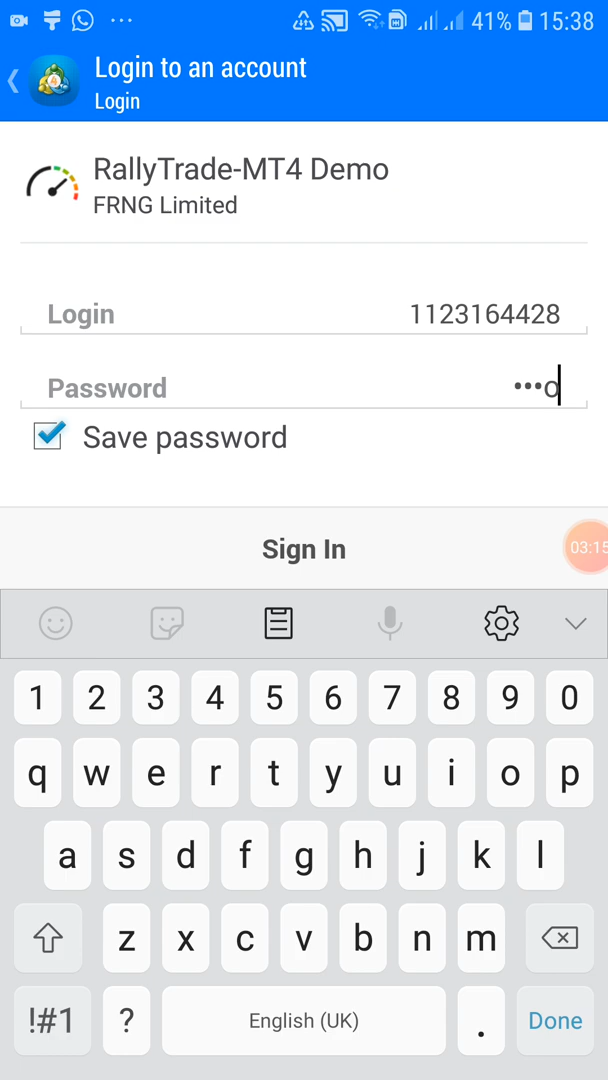 41% 15:38
Login to an account
Login
RallyTrade-MT4 Demo
FRNG Limited
Login 1123164428
Password •••o
Save password
Sign In
03:15
1 2 3 4 5 6 7 8 9 0
q w e r t y u i o p
a s d f g h j k l
z x c v b n m
!#1 ? English (UK) . Done